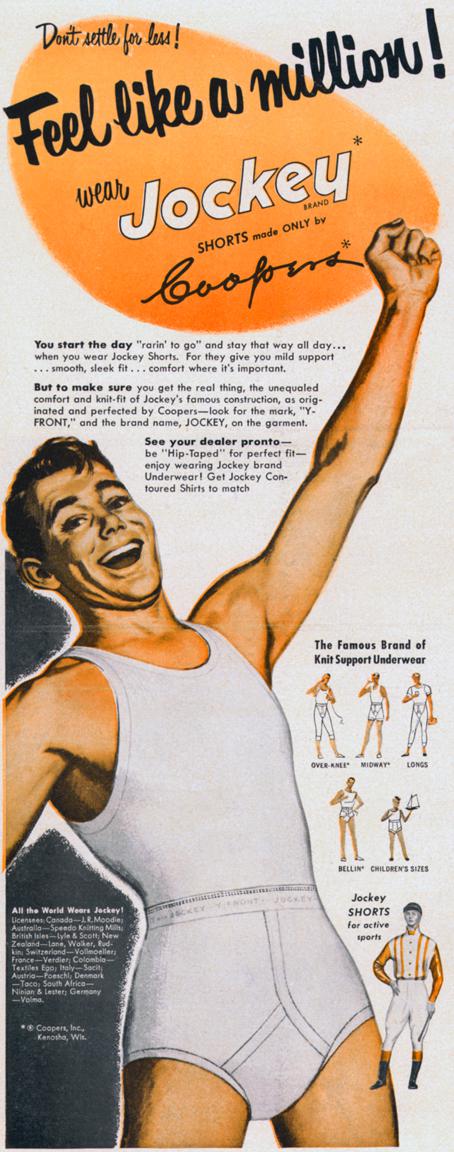 Don't settle for less!
Feel like a million!
wear Jockey*
BRAND
SHORTS made ONLY by
Coopers*
You start the day "rarin' to go" and stay that way all day...
when you wear Jockey Shorts. For they give you mild support
... smooth, sleek fit ... comfort where it's important.
But to make sure you get the real thing, the unequaled
comfort and knit-fit of Jockey's famous construction, as orig-
inated and perfected by Coopers—look for the mark, "Y-
FRONT," and the brand name, JOCKEY, on the garment.
See your dealer pronto—
be "Hip-Taped" for perfect fit—
enjoy wearing Jockey brand
Underwear! Get Jockey Con-
toured Shirts to match
The Famous Brand of
Knit Support Underwear
OVER-KNEE* MIDWAY* LONGS
BELLIN* CHILDREN'S SIZES
JOCKEY · Y-FRONT · JOCKEY
Jockey
SHORTS
for active
sports
All the World Wears Jockey!
Licensees: Canada—J.R. Moodie;
Australia—Speedo Knitting Mills;
British Isles—Lyle & Scott; New
Zealand—Lane, Walker, Rud-
kin; Switzerland—Vollmoeller;
France—Verdier; Colombia—
Textiles Ego; Italy—Sacit;
Austria—Poeschl; Denmark
—Taco; South Africa—
Ninian & Lester; Germany
—Volma.
*® Coopers, Inc.,
Kenosha, Wis.